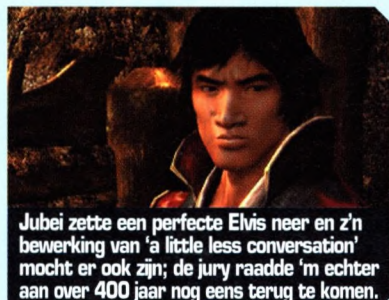 Jubei zette een perfecte Elvis neer en z'n
bewerking van 'a little less conversation'
mocht er ook zijn; de jury raadde 'm echter
aan over 400 jaar nog eens terug te komen.